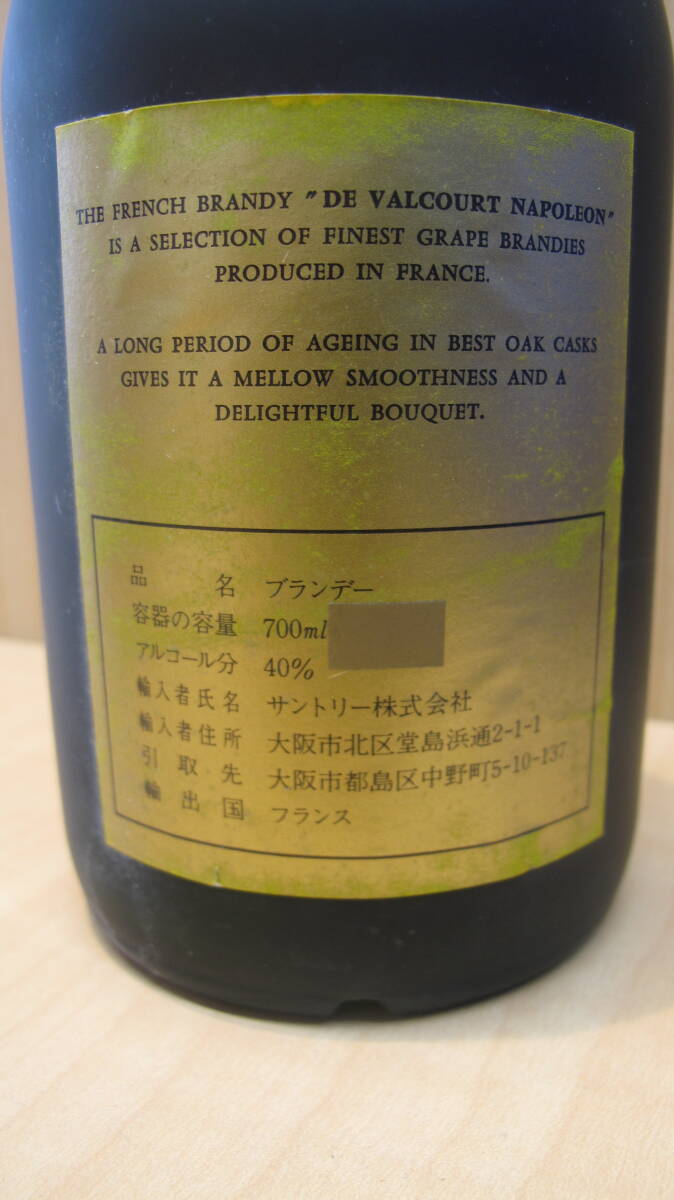 THE FRENCH BRANDY "DE VALCOURT NAPOLEON"
IS A SELECTION OF FINEST GRAPE BRANDIES
PRODUCED IN FRANCE.
A LONG PERIOD OF AGEING IN BEST OAK CASKS
GIVES IT A MELLOW SMOOTHNESS AND A
DELIGHTFUL BOUQUET.
品名 ブランデー
容器の容量 700ml
アルコール分 40%
輸入者氏名 サントリー株式会社
輸入者住所 大阪市北区堂島浜通2-1-1
引取先 大阪市都島区中野町5-10-137
輸出国 フランス